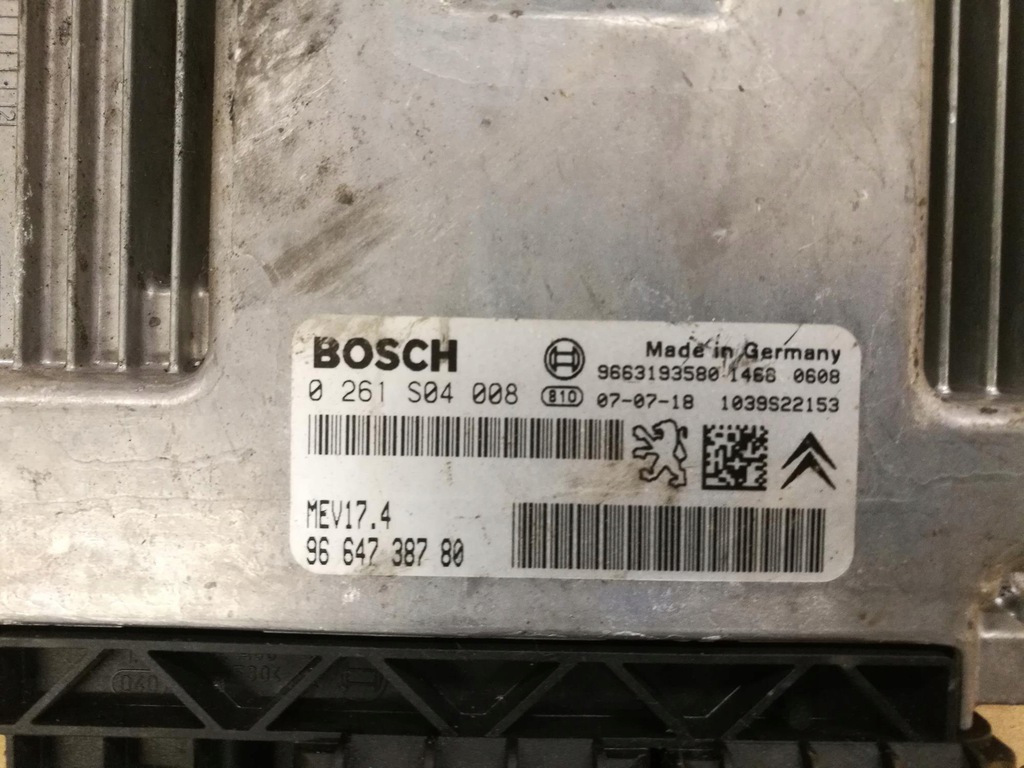 BOSCH
Made in Germany
9663193580 1466 0608
0 261 S04 008
810
07-07-18 1039S22153
MEV17.4
96 647 387 80